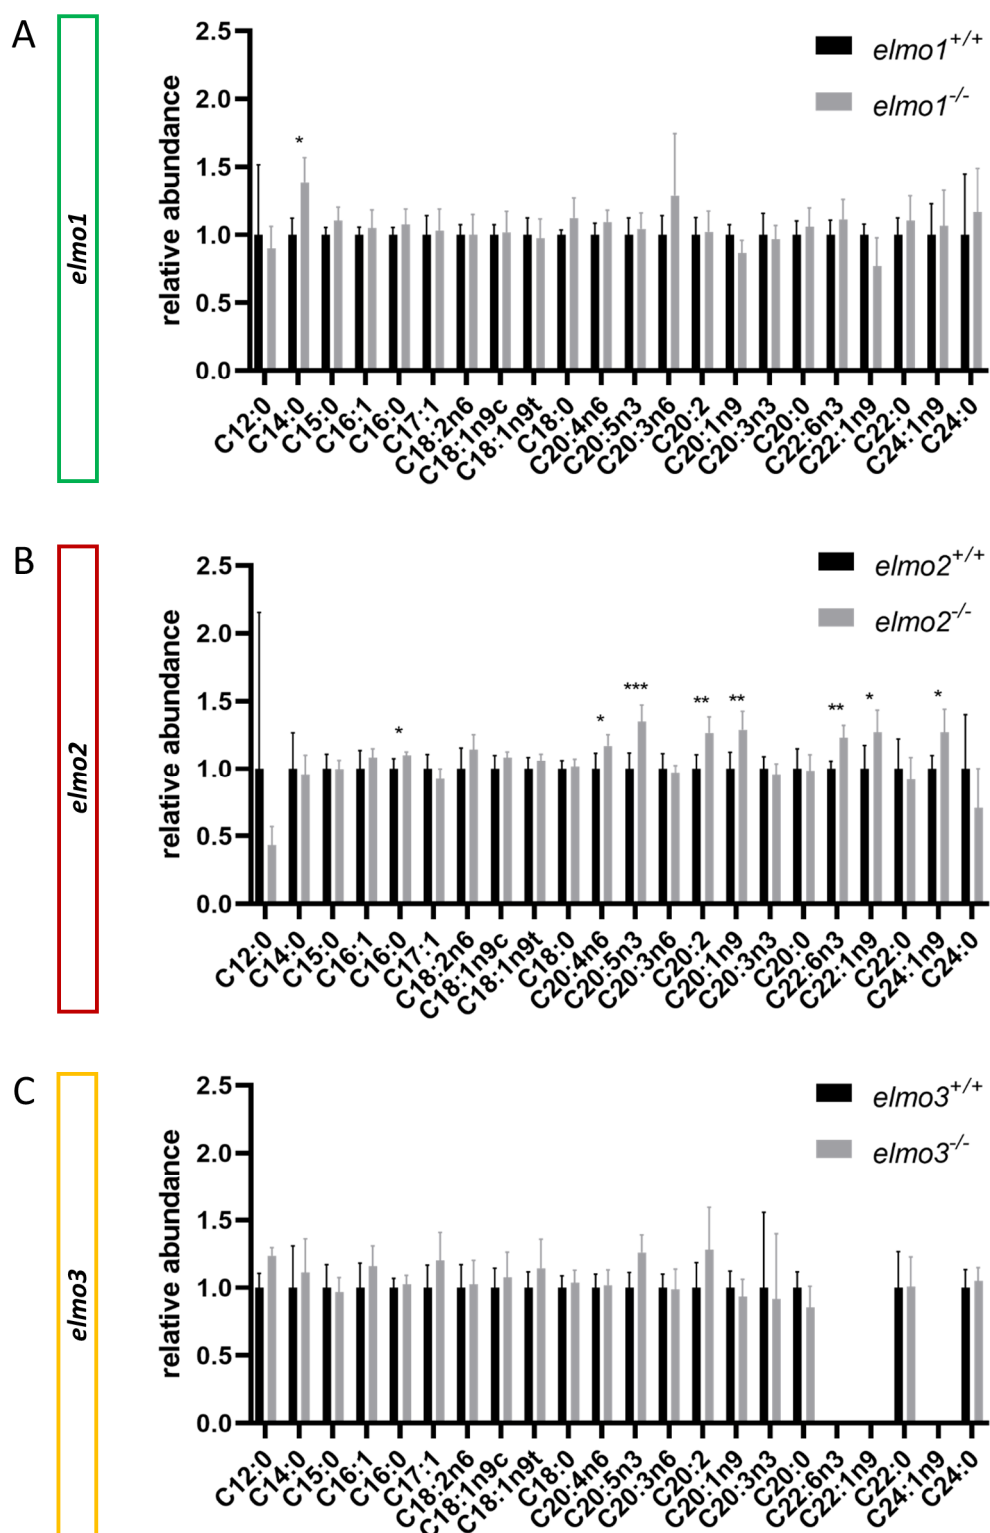 A
elmo1
relative abundance
2.5
2.0
1.5
1.0
0.5
0.0
elmo1+/+
elmo1-/-
*
C12:0 C14:0 C15:0 C16:1 C16:0 C17:1 C18:2n6 C18:1n9c C18:1n9t C18:0 C20:4n6 C20:5n3 C20:3n6 C20:2 C20:1n9 C20:3n3 C20:0 C22:6n3 C22:1n9 C22:0 C24:1n9 C24:0
B
elmo2
relative abundance
2.5
2.0
1.5
1.0
0.5
0.0
elmo2+/+
elmo2-/-
* * *** ** ** ** * *
C12:0 C14:0 C15:0 C16:1 C16:0 C17:1 C18:2n6 C18:1n9c C18:1n9t C18:0 C20:4n6 C20:5n3 C20:3n6 C20:2 C20:1n9 C20:3n3 C20:0 C22:6n3 C22:1n9 C22:0 C24:1n9 C24:0
C
elmo3
relative abundance
2.5
2.0
1.5
1.0
0.5
0.0
elmo3+/+
elmo3-/-
C12:0 C14:0 C15:0 C16:1 C16:0 C17:1 C18:2n6 C18:1n9c C18:1n9t C18:0 C20:4n6 C20:5n3 C20:3n6 C20:2 C20:1n9 C20:3n3 C20:0 C22:6n3 C22:1n9 C22:0 C24:1n9 C24:0